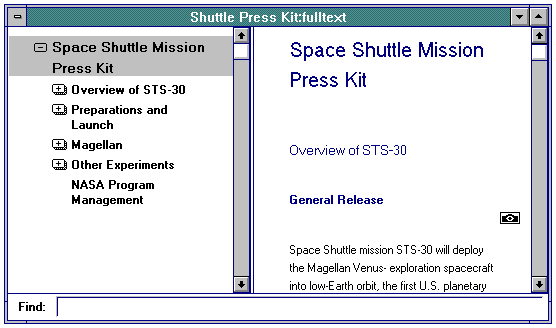 Shuttle Press Kit:fulltext
Space Shuttle Mission
Press Kit
Overview of STS-30
Preparations and
Launch
Magellan
Other Experiments
NASA Program
Management
Space Shuttle Mission
Press Kit
Overview of STS-30
General Release
Space Shuttle mission STS-30 will deploy
the Magellan Venus- exploration spacecraft
into low-Earth orbit, the first U.S. planetary
Find: